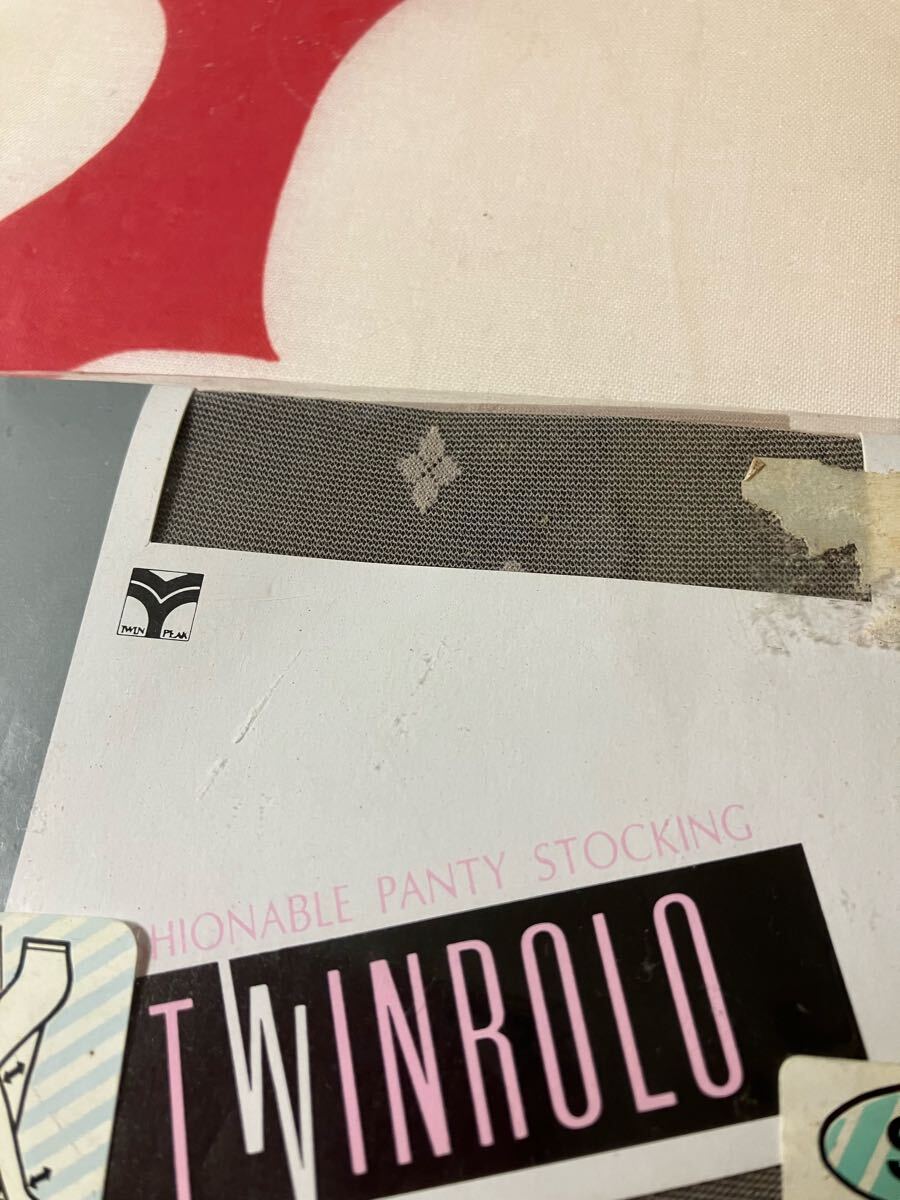 TWIN PEAK
HIONABLE PANTY STOCKING
TWINROLO
S